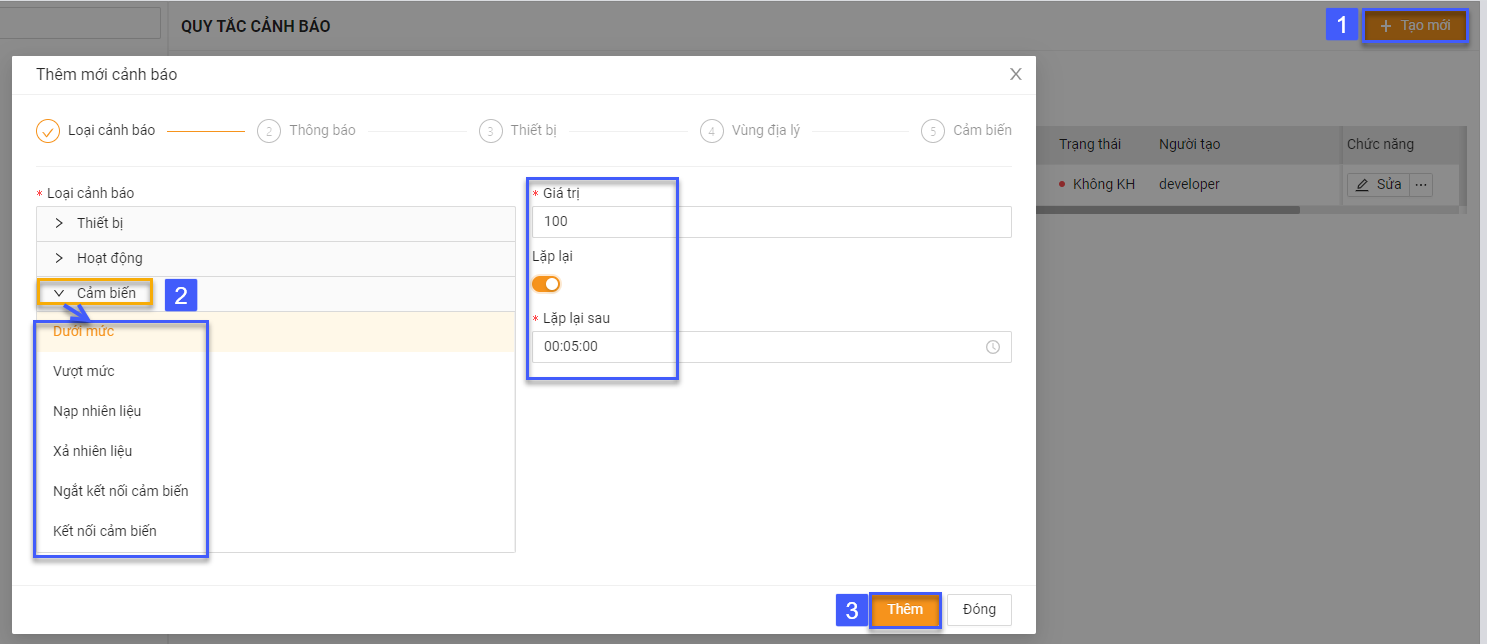 QUY TẮC CẢNH BÁO
1
+ Tạo mới
Thêm mới cảnh báo
Loại cảnh báo
2 Thông báo
3 Thiết bị
4 Vùng địa lý
5 Cảm biến
Trạng thái Người tạo Chức năng
Không KH developer Sửa ...
* Loại cảnh báo
Thiết bị
Hoạt động
Cảm biến
2
Dưới mức
Vượt mức
Nạp nhiên liệu
Xả nhiên liệu
Ngắt kết nối cảm biến
Kết nối cảm biến
* Giá trị
100
Lặp lại
* Lặp lại sau
00:05:00
3
Thêm
Đóng